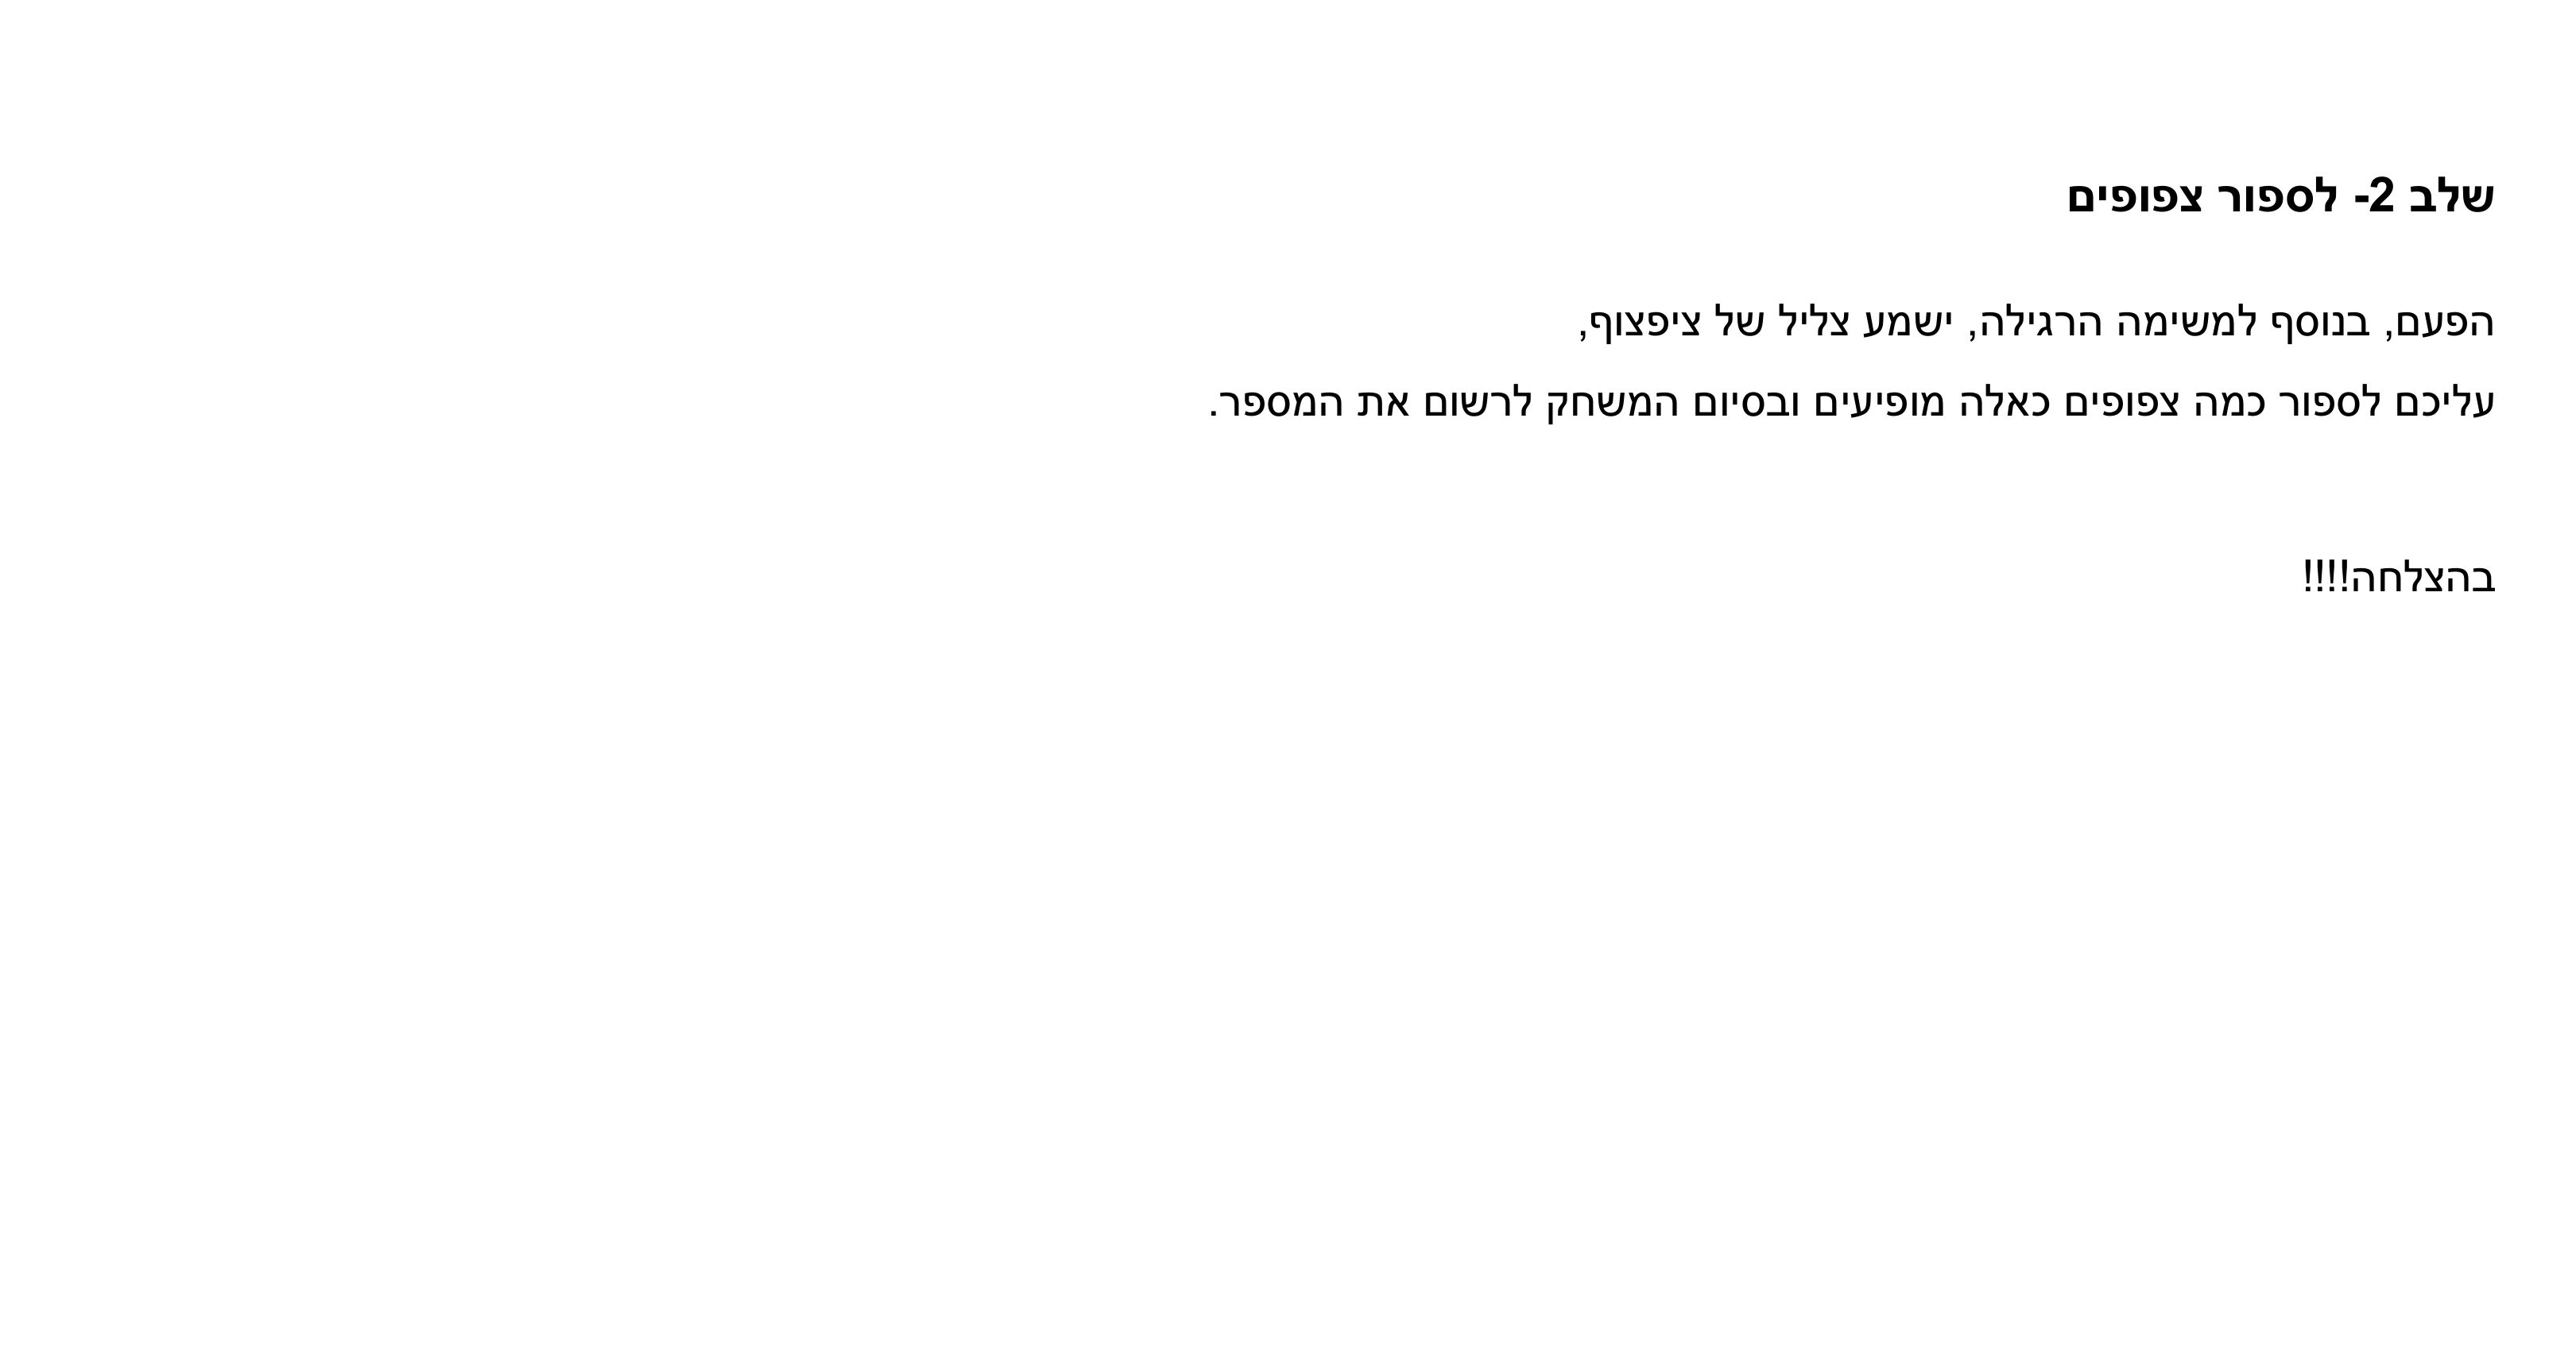 שלב 2- לספור צפופים
הפעם, בנוסף למשימה הרגילה, ישמע צליל של ציפצוף,
עליכם לספור כמה צפופים כאלה מופיעים ובסיום המשחק לרשום את המספר.
בהצלחה!!!!